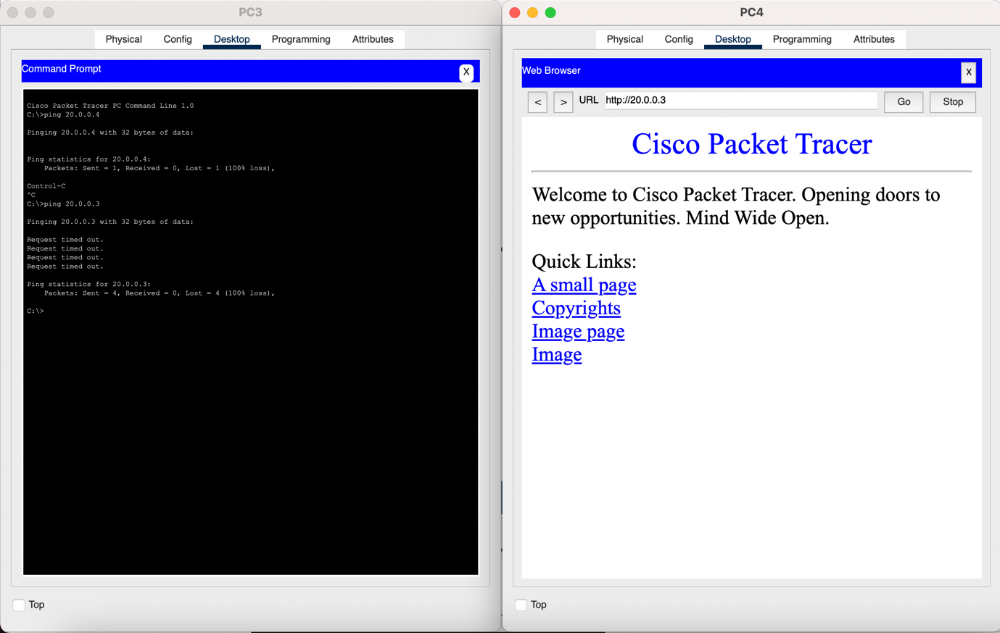 PC3
Physical Config Desktop Programming Attributes
Command Prompt
X
Cisco Packet Tracer PC Command Line 1.0
C:\>ping 20.0.0.4
Pinging 20.0.0.4 with 32 bytes of data:
Ping statistics for 20.0.0.4:
Packets: Sent = 1, Received = 0, Lost = 1 (100% loss),
Control-C
^C
C:\>ping 20.0.0.3
Pinging 20.0.0.3 with 32 bytes of data:
Request timed out.
Request timed out.
Request timed out.
Request timed out.
Ping statistics for 20.0.0.3:
Packets: Sent = 4, Received = 0, Lost = 4 (100% loss),
C:\>
Top
PC4
Physical Config Desktop Programming Attributes
Web Browser
X
< > URL http://20.0.0.3 Go Stop
Cisco Packet Tracer
Welcome to Cisco Packet Tracer. Opening doors to
new opportunities. Mind Wide Open.
Quick Links:
A small page
Copyrights
Image page
Image
Top